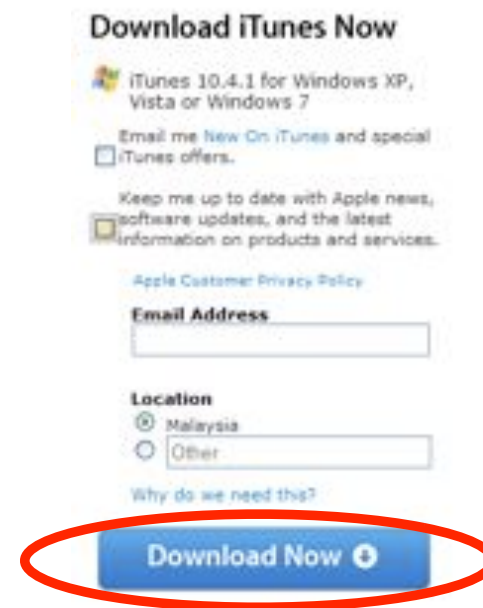 Download iTunes Now
iTunes 10.4.1 for Windows XP,
Vista or Windows 7
Email me New On iTunes and special
iTunes offers.
Keep me up to date with Apple news,
software updates, and the latest
information on products and services.
Apple Customer Privacy Policy
Email Address
Location
Malaysia
Other
Why do we need this?
Download Now